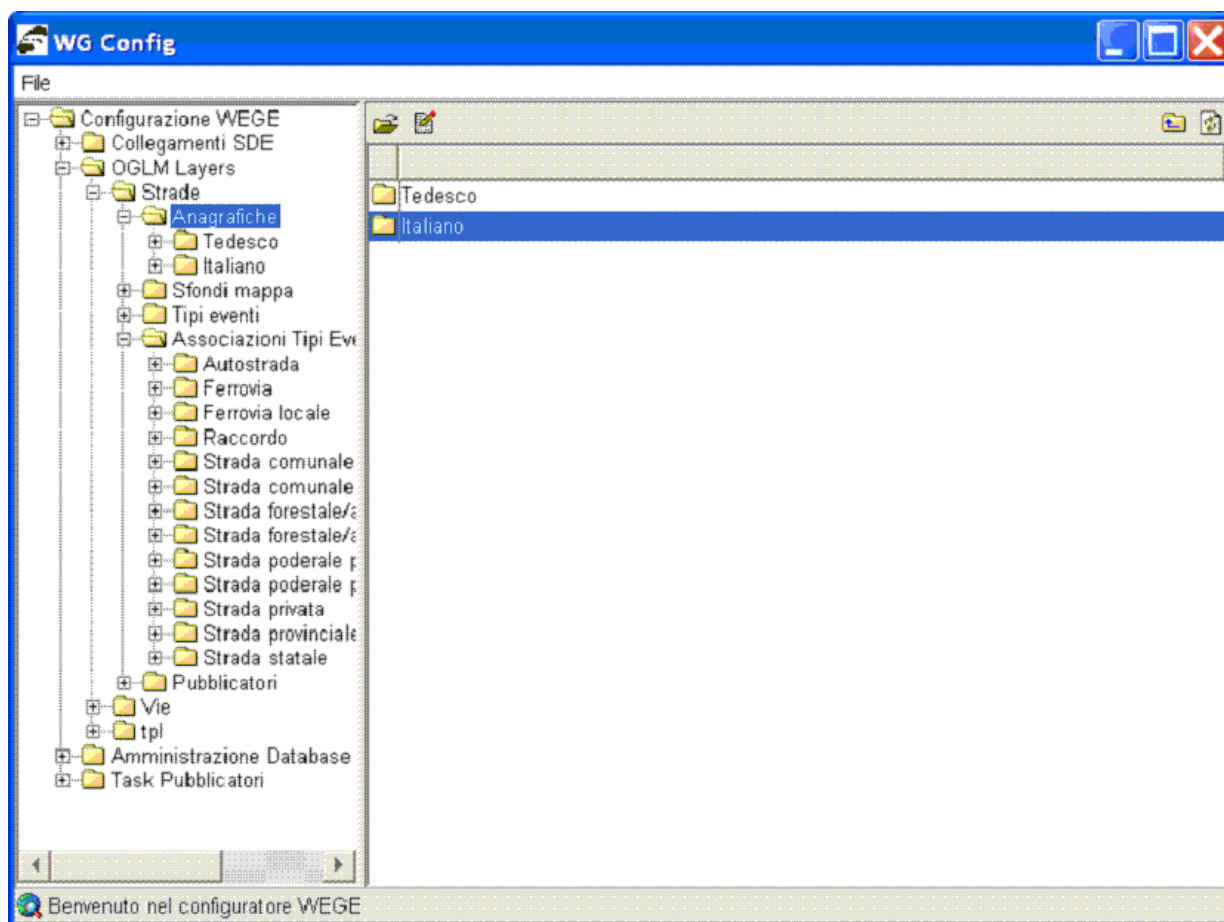 WG Config
File
Configurazione WEGE
Collegamenti SDE
OGLM Layers
Strade
Anagrafiche
Tedesco
Italiano
Sfondi mappa
Tipi eventi
Associazioni Tipi Eve
Autostrada
Ferrovia
Ferrovia locale
Raccordo
Strada comunale
Strada comunale
Strada forestale/a
Strada forestale/a
Strada poderale p
Strada poderale p
Strada privata
Strada provinciale
Strada statale
Pubblicatori
Vie
tpl
Amministrazione Database
Task Pubblicatori
Tedesco
Italiano
Benvenuto nel configuratore WEGE